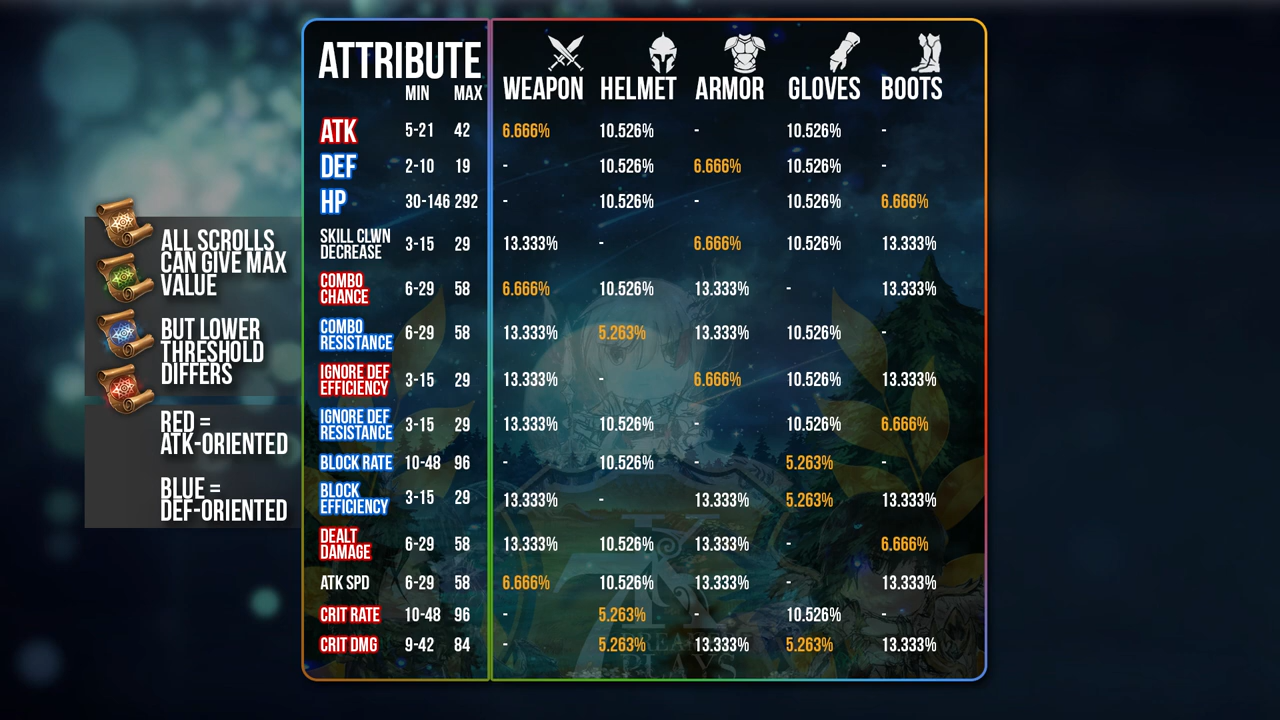 ATTRIBUTE
MIN MAX WEAPON HELMET ARMOR GLOVES BOOTS
ATK 5-21 42 6.666% 10.526% - 10.526% -
DEF 2-10 19 - 10.526% 6.666% 10.526% -
HP 30-146 292 - 10.526% - 10.526% 6.666%
SKILL CLWN
DECREASE 3-15 29 13.333% - 6.666% 10.526% 13.333%
COMBO
CHANCE 6-29 58 6.666% 10.526% 13.333% - 13.333%
COMBO
RESISTANCE 6-29 58 13.333% 5.263% 13.333% 10.526% -
IGNORE DEF
EFFICIENCY 3-15 29 13.333% - 6.666% 10.526% 13.333%
IGNORE DEF
RESISTANCE 3-15 29 13.333% 10.526% - 10.526% 6.666%
BLOCK RATE 10-48 96 - 10.526% - 5.263% -
BLOCK
EFFICIENCY 3-15 29 13.333% - 13.333% 5.263% 13.333%
DEALT
DAMAGE 6-29 58 13.333% 10.526% 13.333% - 6.666%
ATK SPD 6-29 58 6.666% 10.526% 13.333% - 13.333%
CRIT RATE 10-48 96 - 5.263% - 10.526% -
CRIT DMG 9-42 84 - 5.263% 13.333% 5.263% 13.333%
ALL SCROLLS
CAN GIVE MAX
VALUE
BUT LOWER
THRESHOLD
DIFFERS
RED =
ATK-ORIENTED
BLUE =
DEF-ORIENTED
PLAYS